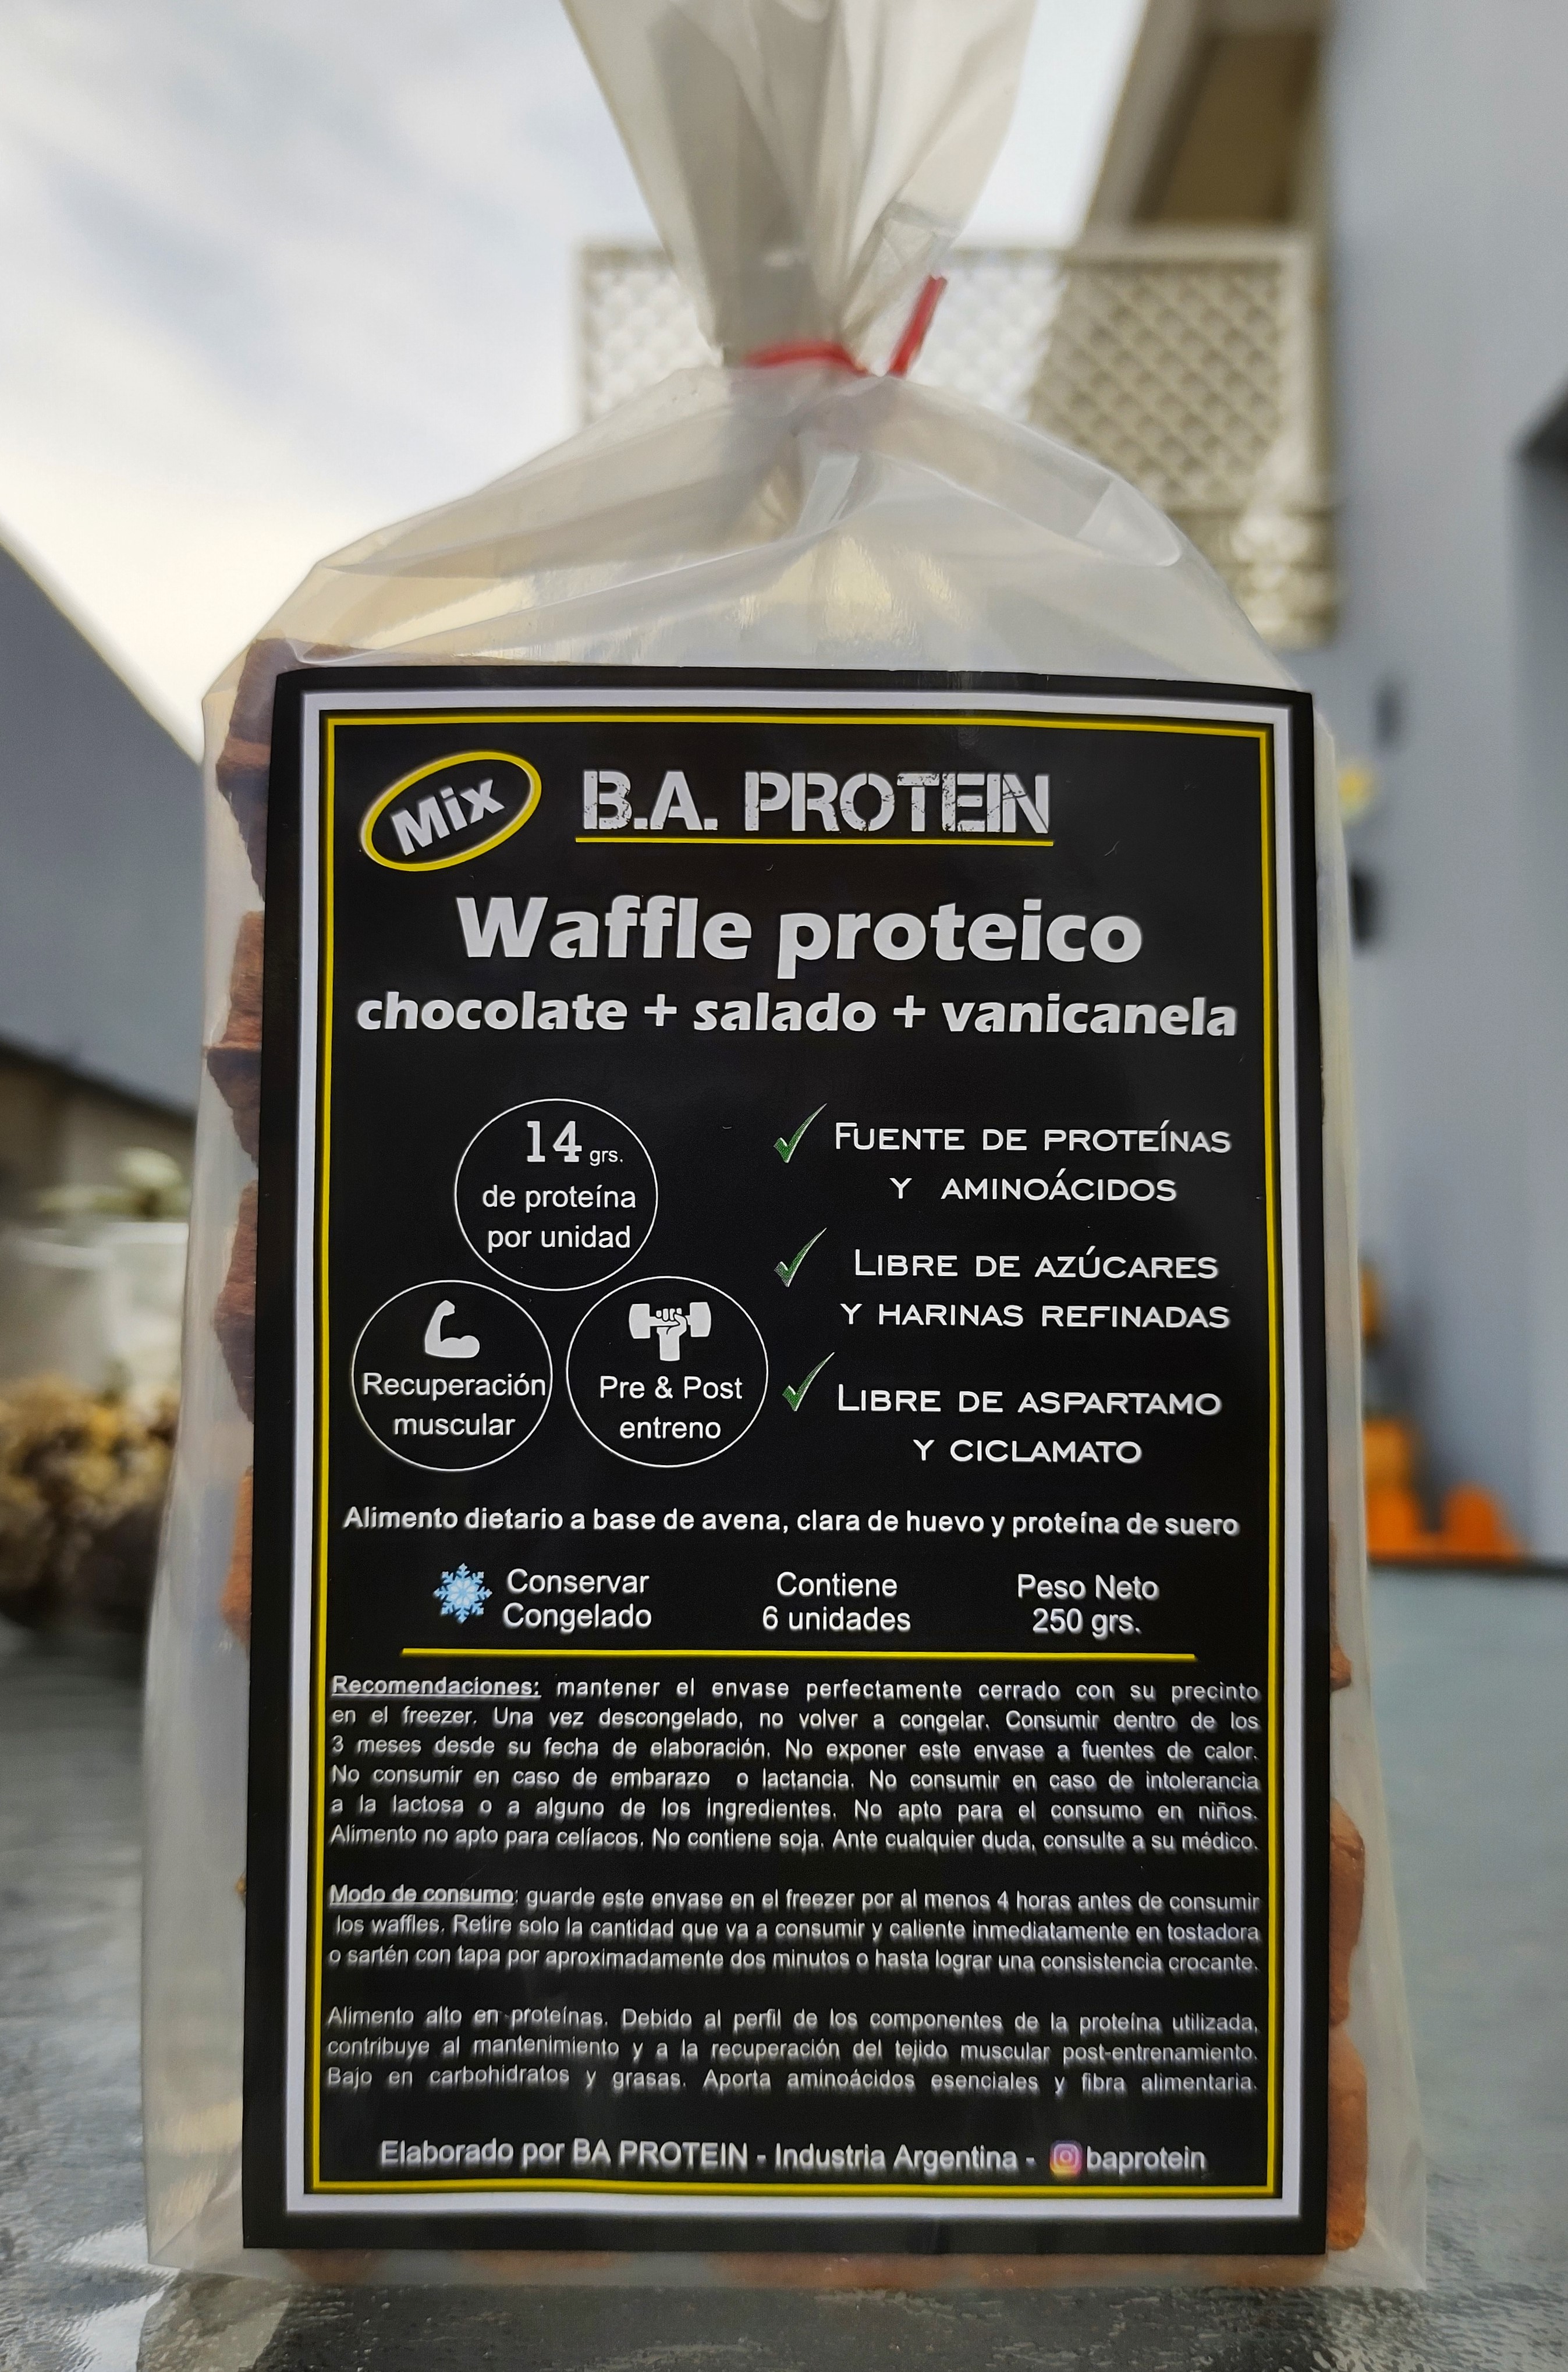 Mix
B.A. PROTEIN
Waffle proteico
chocolate + salado + vanicanela
14 grs.
de proteína
por unidad
Recuperación
muscular
Pre & Post
entreno
FUENTE DE PROTEÍNAS
Y AMINOÁCIDOS
LIBRE DE AZÚCARES
Y HARINAS REFINADAS
LIBRE DE ASPARTAMO
Y CICLAMATO
Alimento dietario a base de avena, clara de huevo y proteína de suero
Conservar
Congelado
Contiene
6 unidades
Peso Neto
250 grs.
Recomendaciones: mantener el envase perfectamente cerrado con su precinto
en el freezer. Una vez descongelado, no volver a congelar. Consumir dentro de los
3 meses desde su fecha de elaboración. No exponer este envase a fuentes de calor.
No consumir en caso de embarazo o lactancia. No consumir en caso de intolerancia
a la lactosa o a alguno de los ingredientes. No apto para el consumo en niños.
Alimento no apto para celíacos. No contiene soja. Ante cualquier duda, consulte a su médico.
Modo de consumo: guarde este envase en el freezer por al menos 4 horas antes de consumir
los waffles. Retire solo la cantidad que va a consumir y caliente inmediatamente en tostadora
o sartén con tapa por aproximadamente dos minutos o hasta lograr una consistencia crocante.
Alimento alto en proteínas. Debido al perfil de los componentes de la proteína utilizada,
contribuye al mantenimiento y a la recuperación del tejido muscular post-entrenamiento.
Bajo en carbohidratos y grasas. Aporta aminoácidos esenciales y fibra alimentaria.
Elaborado por BA PROTEIN - Industria Argentina - baprotein